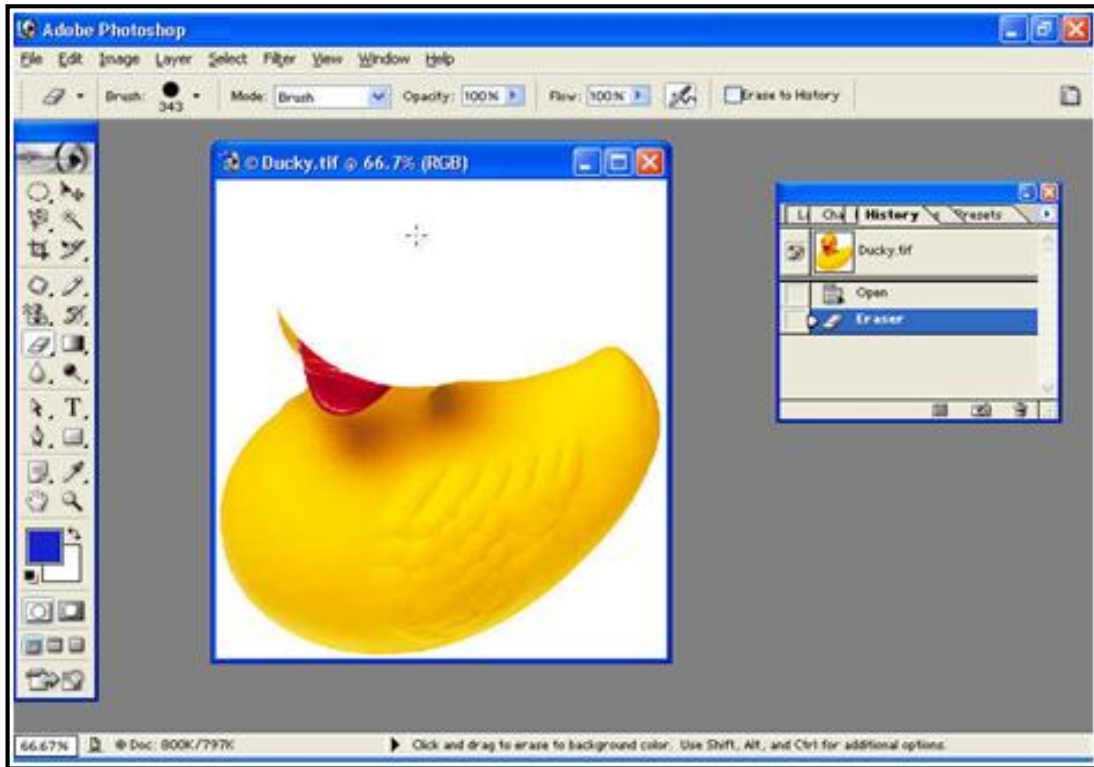 Adobe Photoshop
File Edit Image Layer Select Filter View Window Help
Brush: 343 Mode: Brush Opacity: 100% Flow: 100% Erase to History
© Ducky.tif @ 66.7% (RGB)
History Presets
Ducky.tif
Open
Eraser
T
66.67% Doc: 800K/797K Click and drag to erase to background color. Use Shift, Alt, and Ctrl for additional options.